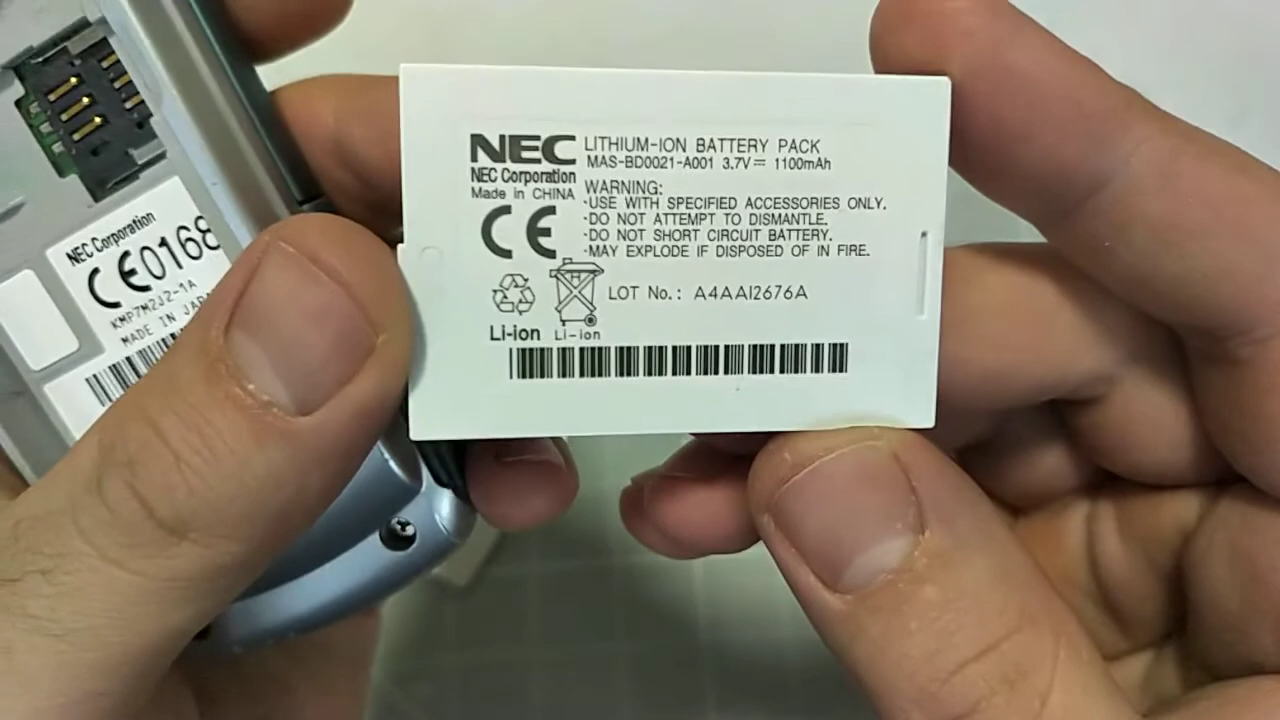 NEC LITHIUM-ION BATTERY PACK
MAS-BD0021-A001 3.7V⎓ 1100mAh
NEC Corporation
Made in CHINA
WARNING:
·USE WITH SPECIFIED ACCESSORIES ONLY.
·DO NOT ATTEMPT TO DISMANTLE.
·DO NOT SHORT CIRCUIT BATTERY.
·MAY EXPLODE IF DISPOSED OF IN FIRE.
CE
LOT No.: A4AAI2676A
Li-ion Li-ion
NEC Corporation
CE0168
KMP7M2J2-1A
MADE IN